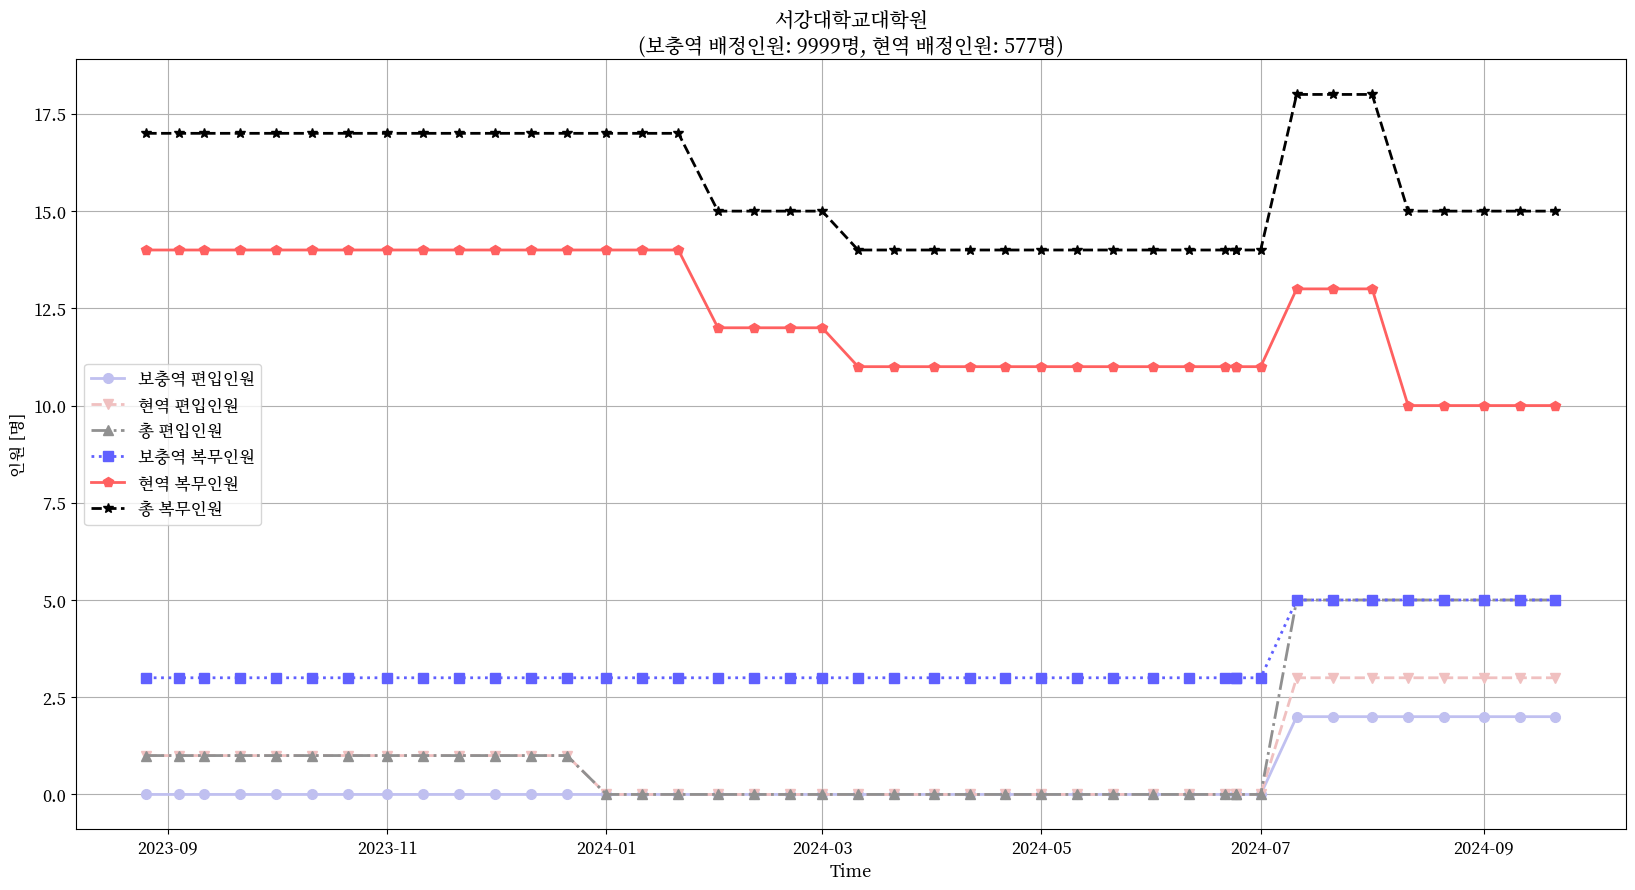 서강대학교대학원
(보충역 배정인원: 9999명, 현역 배정인원: 577명)
인원 [명]
17.5
15.0
12.5
10.0
7.5
5.0
2.5
0.0
보충역 편입인원
현역 편입인원
총 편입인원
보충역 복무인원
현역 복무인원
총 복무인원
2023-09 2023-11 2024-01 2024-03 2024-05 2024-07 2024-09
Time